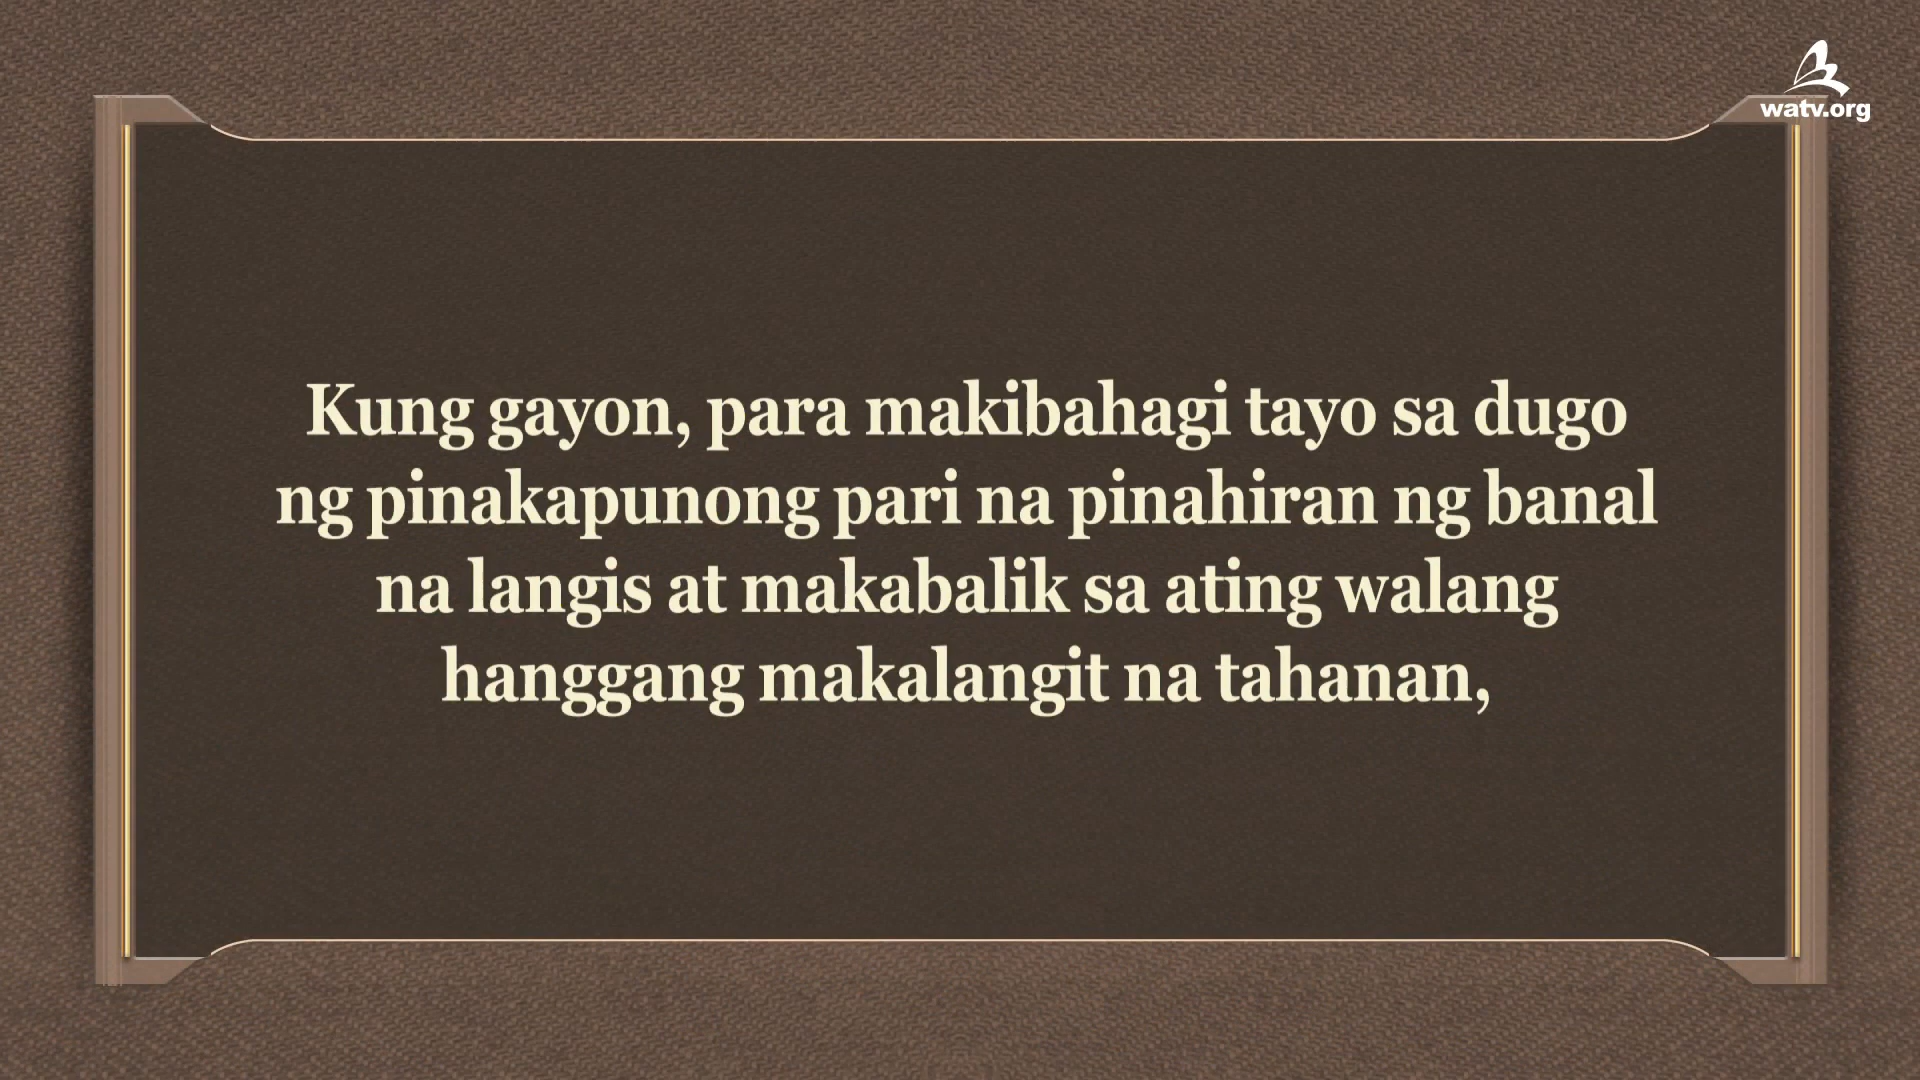 watv.org
Kung gayon, para makibahagi tayo sa dugo
ng pinakapunong pari na pinahiran ng banal
na langis at makabalik sa ating walang
hanggang makalangit na tahanan,